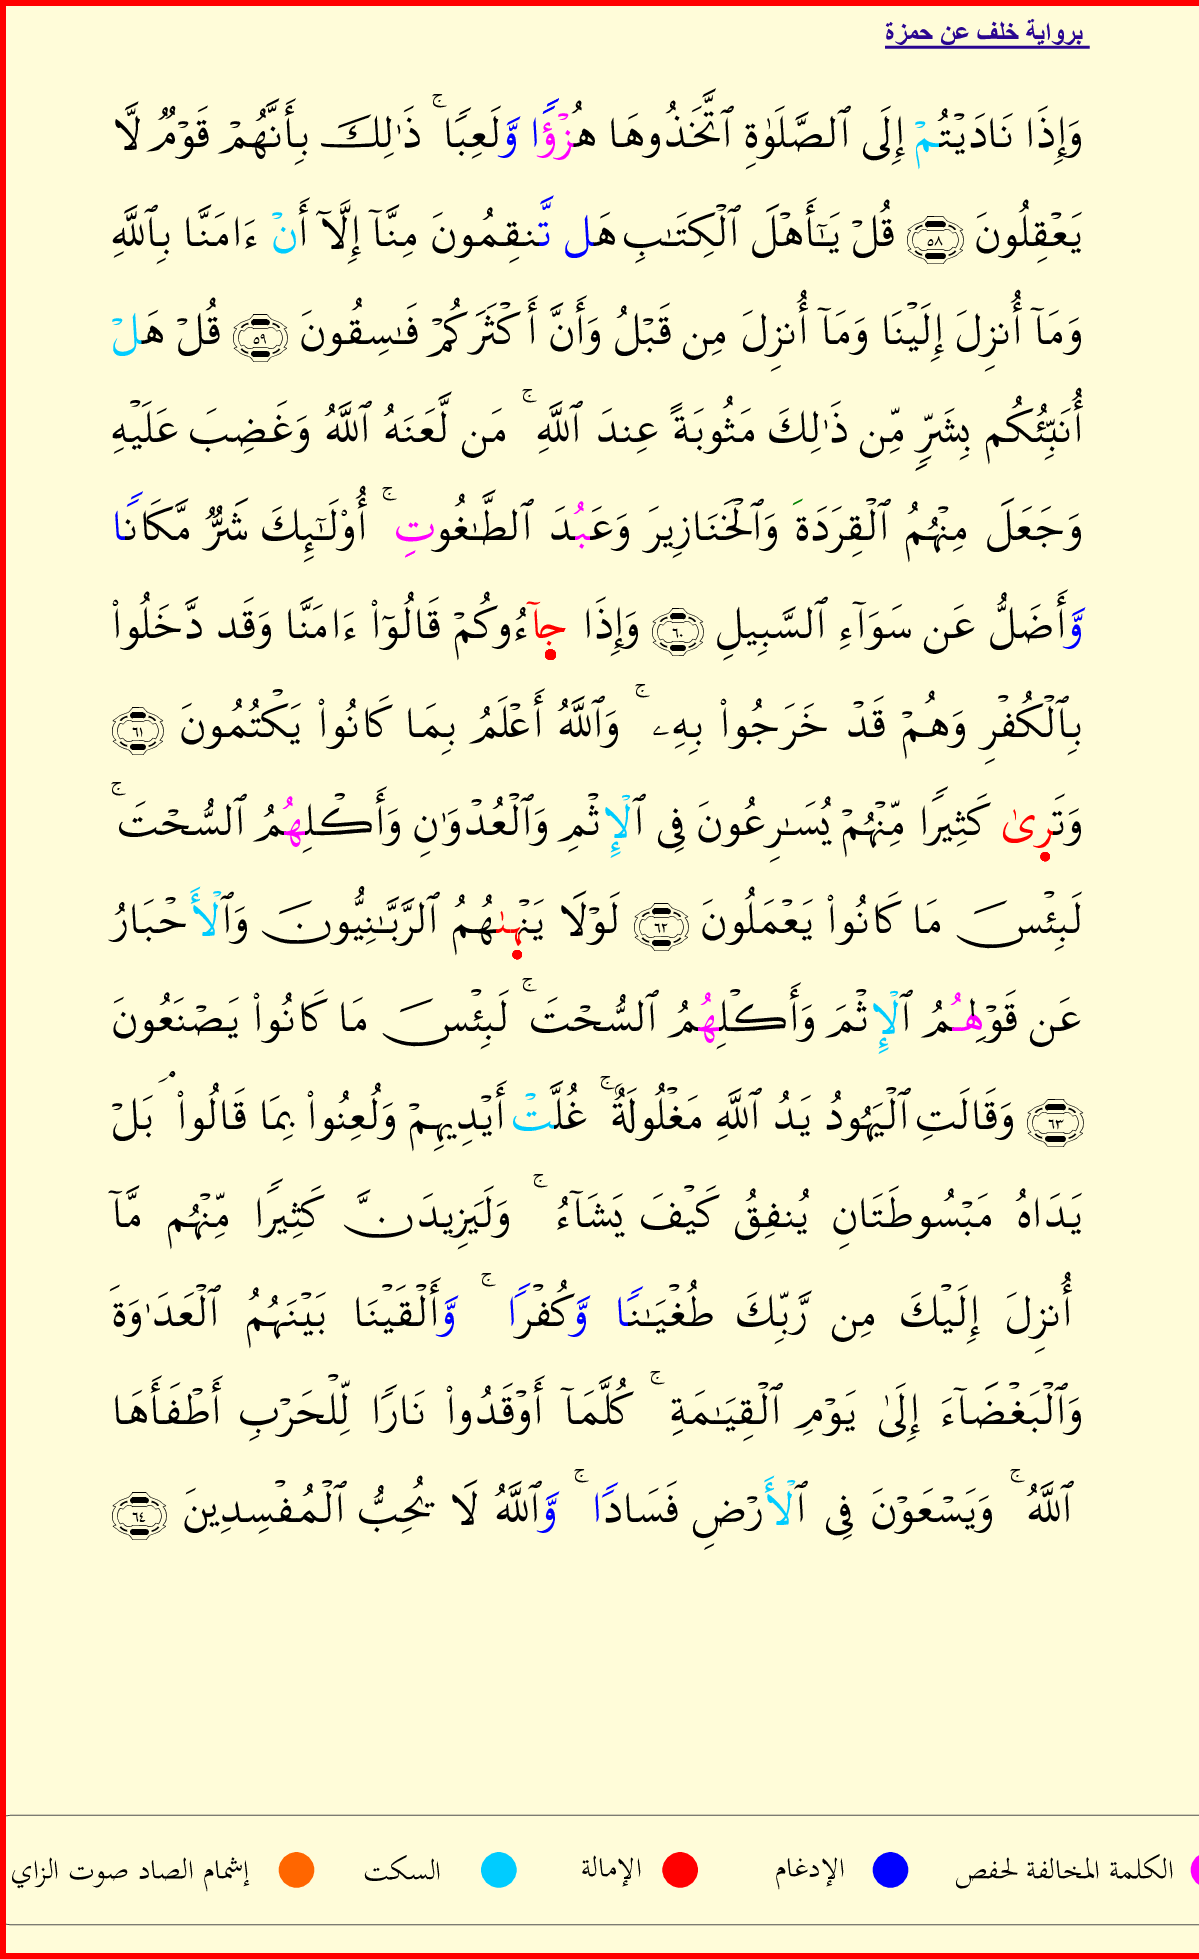 برواية خلف عن حمزة
وَإِذَا نَادَيْتُمْ إِلَى ٱلصَّلَوٰةِ ٱتَّخَذُوهَا هُزْؤًا وَّلَعِبًا ۚ ذَٰلِكَ بِأَنَّهُمْ قَوْمٌ لَّا
يَعْقِلُونَ ٥٨ قُلْ يَـٰٓأَهْلَ ٱلْكِتَـٰبِ هَل تَّنقِمُونَ مِنَّآ إِلَّآ أَنْ ءَامَنَّا بِٱللَّهِ
وَمَآ أُنزِلَ إِلَيْنَا وَمَآ أُنزِلَ مِن قَبْلُ وَأَنَّ أَكْثَرَكُمْ فَـٰسِقُونَ ٥٩ قُلْ هَلْ
أُنَبِّئُكُم بِشَرٍّ مِّن ذَٰلِكَ مَثُوبَةً عِندَ ٱللَّهِ ۚ مَن لَّعَنَهُ ٱللَّهُ وَغَضِبَ عَلَيْهِ
وَجَعَلَ مِنْهُمُ ٱلْقِرَدَةَ وَٱلْخَنَازِيرَ وَعَبُدَ ٱلطَّـٰغُوتِ ۚ أُو۟لَـٰٓئِكَ شَرٌّ مَّكَانًا
وَّأَضَلُّ عَن سَوَآءِ ٱلسَّبِيلِ ٦٠ وَإِذَا جَآءُوكُمْ قَالُوٓا۟ ءَامَنَّا وَقَد دَّخَلُوا۟
بِٱلْكُفْرِ وَهُمْ قَدْ خَرَجُوا۟ بِهِۦ ۚ وَٱللَّهُ أَعْلَمُ بِمَا كَانُوا۟ يَكْتُمُونَ ٦١
وَتَرِىٰ كَثِيرًا مِّنْهُمْ يُسَـٰرِعُونَ فِى ٱلْإِثْمِ وَٱلْعُدْوَٰنِ وَأَكْلِهُمُ ٱلسُّحْتَ ۚ
لَبِئْسَ مَا كَانُوا۟ يَعْمَلُونَ ٦٢ لَوْلَا يَنْهِىٰهُمُ ٱلرَّبَّـٰنِيُّونَ وَٱلْأَحْبَارُ
عَن قَوْلِهُمُ ٱلْإِثْمَ وَأَكْلِهُمُ ٱلسُّحْتَ ۚ لَبِئْسَ مَا كَانُوا۟ يَصْنَعُونَ
٦٣ وَقَالَتِ ٱلْيَهُودُ يَدُ ٱللَّهِ مَغْلُولَةٌ ۚ غُلَّتْ أَيْدِيهِمْ وَلُعِنُوا۟ بِمَا قَالُوا۟ ۘ بَلْ
يَدَاهُ مَبْسُوطَتَانِ يُنفِقُ كَيْفَ يَشَآءُ ۚ وَلَيَزِيدَنَّ كَثِيرًا مِّنْهُم مَّآ
أُنزِلَ إِلَيْكَ مِن رَّبِّكَ طُغْيَـٰنًا وَّكُفْرًا ۚ وَّأَلْقَيْنَا بَيْنَهُمُ ٱلْعَدَٰوَةَ
وَٱلْبَغْضَآءَ إِلَىٰ يَوْمِ ٱلْقِيَـٰمَةِ ۚ كُلَّمَآ أَوْقَدُوا۟ نَارًا لِّلْحَرْبِ أَطْفَأَهَا
ٱللَّهُ ۚ وَيَسْعَوْنَ فِى ٱلْأَرْضِ فَسَادًا ۚ وَّٱللَّهُ لَا يُحِبُّ ٱلْمُفْسِدِينَ ٦٤
الكلمة المخالفة لحفص الإدغام الإمالة السكت إشمام الصاد صوت الزاي